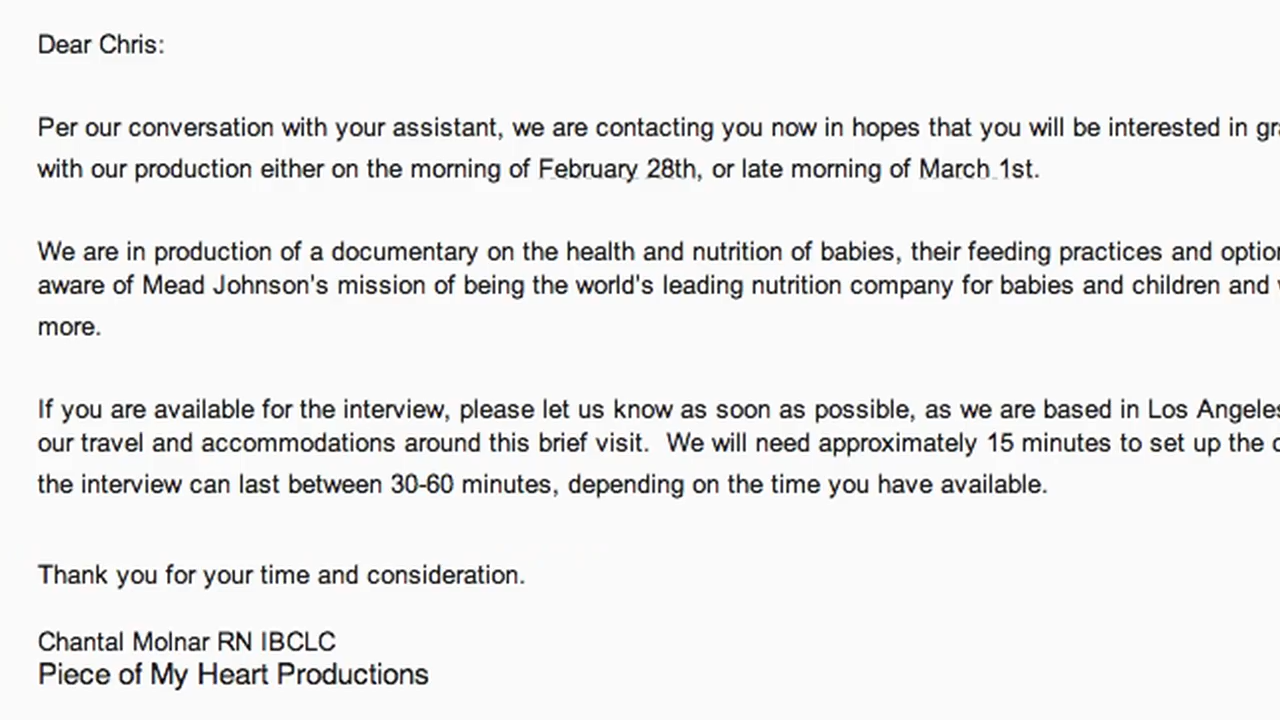 Dear Chris:
Per our conversation with your assistant, we are contacting you now in hopes that you will be interested in
with our production either on the morning of February 28th, or late morning of March 1st.
We are in production of a documentary on the health and nutrition of babies, their feeding practices and
aware of Mead Johnson's mission of being the world's leading nutrition company for babies and children and
more.
If you are available for the interview, please let us know as soon as possible, as we are based in Los Angeles
our travel and accommodations around this brief visit.  We will need approximately 15 minutes to set up the
the interview can last between 30-60 minutes, depending on the time you have available.
Thank you for your time and consideration.
Chantal Molnar RN IBCLC
Piece of My Heart Productions